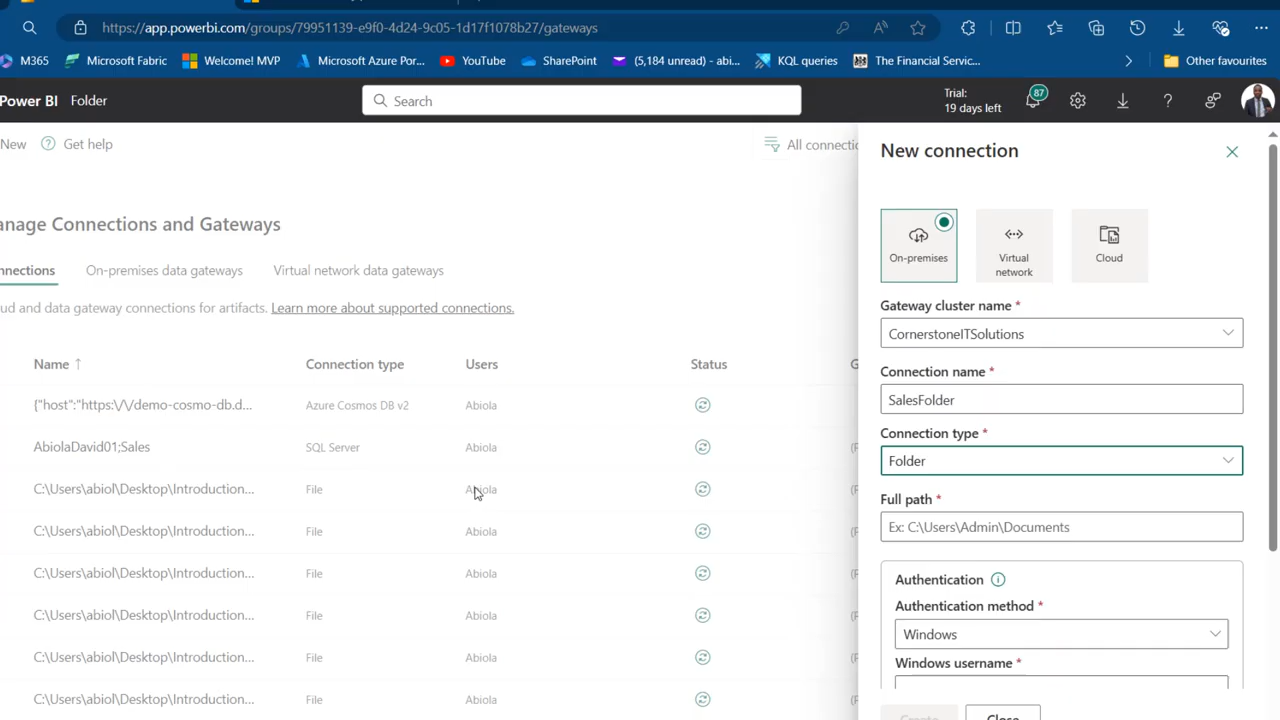 https://app.powerbi.com/groups/79951139-e9f0-4d24-9c05-1d17f1078b27/gateways
M365
Microsoft Fabric
Welcome! MVP
Microsoft Azure Por...
YouTube
SharePoint
(5,184 unread) - abi...
KQL queries
The Financial Servic...
Other favourites
Power BI
Folder
Search
Trial:
19 days left
87
New
Get help
All connectio
anage Connections and Gateways
nnections
On-premises data gateways
Virtual network data gateways
oud and data gateway connections for artifacts. Learn more about supported connections.
Name ↑
Connection type
Users
Status
G
{"host":"https:\/\/demo-cosmo-db.d...
Azure Cosmos DB v2
Abiola
AbiolaDavid01;Sales
SQL Server
Abiola
(F
C:\Users\abiol\Desktop\Introduction...
File
Abiola
(F
C:\Users\abiol\Desktop\Introduction...
File
Abiola
(F
C:\Users\abiol\Desktop\Introduction...
File
Abiola
(F
C:\Users\abiol\Desktop\Introduction...
File
Abiola
(F
C:\Users\abiol\Desktop\Introduction...
File
Abiola
(F
C:\Users\abiol\Desktop\Introduction...
File
Abiola
(F
New connection
On-premises
Virtual
network
Cloud
Gateway cluster name *
CornerstoneITSolutions
Connection name *
SalesFolder
Connection type *
Folder
Full path *
Ex: C:\Users\Admin\Documents
Authentication
Authentication method *
Windows
Windows username *
Create
Close